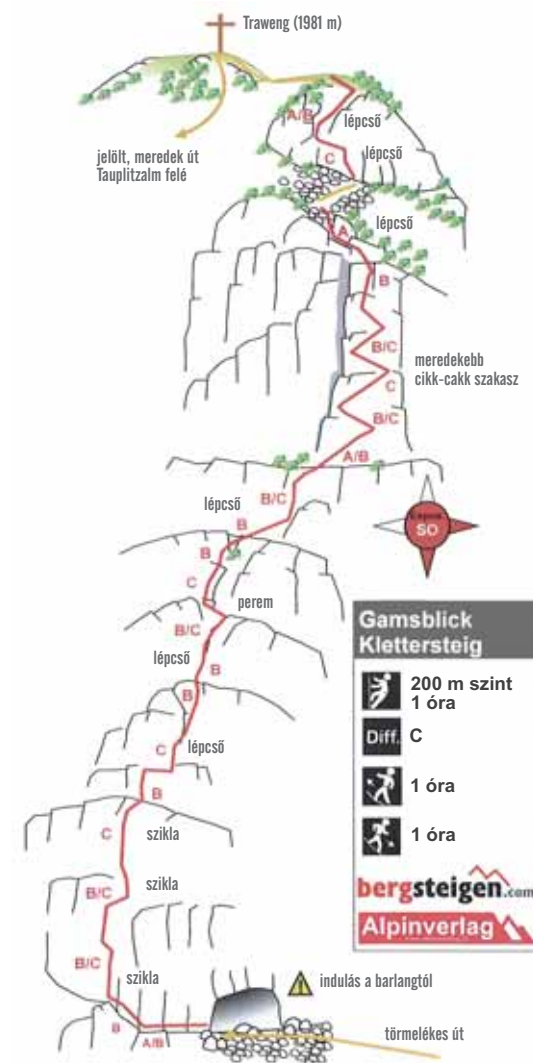 Traweng (1981 m)
A/B
lépcső
jelölt, meredek út
Tauplitzalm felé
C
lépcső
lépcső
A
B
B/C
meredekebb
cikk-cakk szakasz
C
B/C
A/B
B/C
lépcső
B
SO
B
C
perem
B/C
lépcső
B
B
lépcső
C
B
C
szikla
B/C
szikla
B/C
szikla
indulás a barlangtól
B
A/B
törmelékes út
Gamsblick
Klettersteig
200 m szint
1 óra
Diff.
C
1 óra
1 óra
bergsteigen.com
Alpinverlag